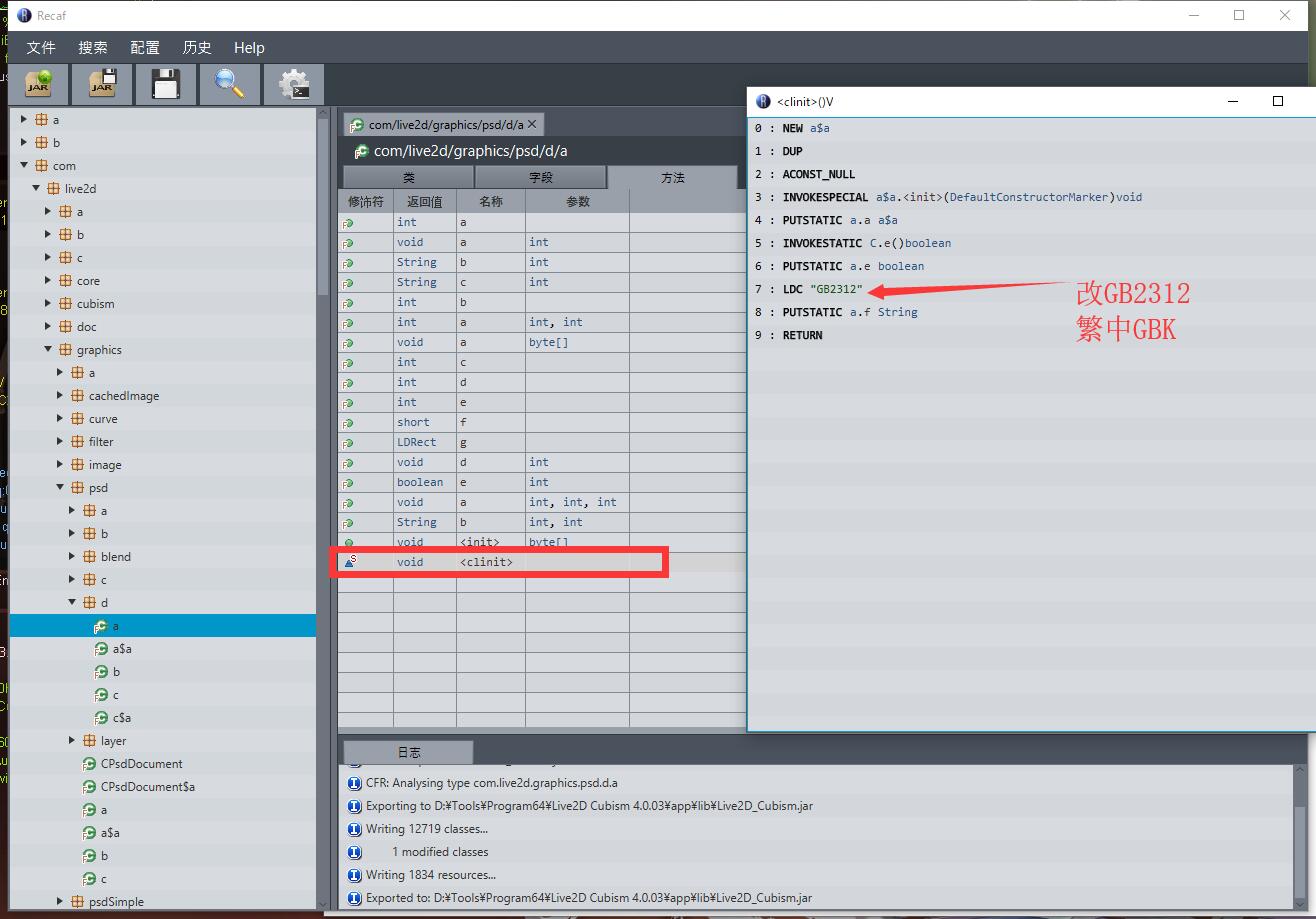 Recaf
文件 搜索 配置 历史 Help
JAR JAR
a
b
com
live2d
a
b
c
core
cubism
doc
graphics
a
cachedImage
curve
filter
image
psd
a
b
blend
c
d
a
a$a
b
c
c$a
layer
CPsdDocument
CPsdDocument$a
a
a$a
b
c
psdSimple
com/live2d/graphics/psd/d/a
com/live2d/graphics/psd/d/a
类 字段 方法
修饰符 返回值 名称 参数
int a
void a int
String b int
String c int
int b
int a int, int
void a byte[]
int c
int d
int e
short f
LDRect g
void d int
boolean e int
void a int, int, int
String b int, int
void <init> byte[]
void <clinit>
<clinit>()V
0 : NEW a$a
1 : DUP
2 : ACONST_NULL
3 : INVOKESPECIAL a$a.<init>(DefaultConstructorMarker)void
4 : PUTSTATIC a.a a$a
5 : INVOKESTATIC C.e()boolean
6 : PUTSTATIC a.e boolean
7 : LDC "GB2312"
8 : PUTSTATIC a.f String
9 : RETURN
改GB2312
繁中GBK
日志
CFR: Analysing type com.live2d.graphics.psd.d.a
Exporting to D:¥Tools¥Program64¥Live2D Cubism 4.0.03¥app¥lib¥Live2D_Cubism.jar
Writing 12719 classes...
1 modified classes
Writing 1834 resources...
Exported to: D:¥Tools¥Program64¥Live2D Cubism 4.0.03¥app¥lib¥Live2D_Cubism.jar